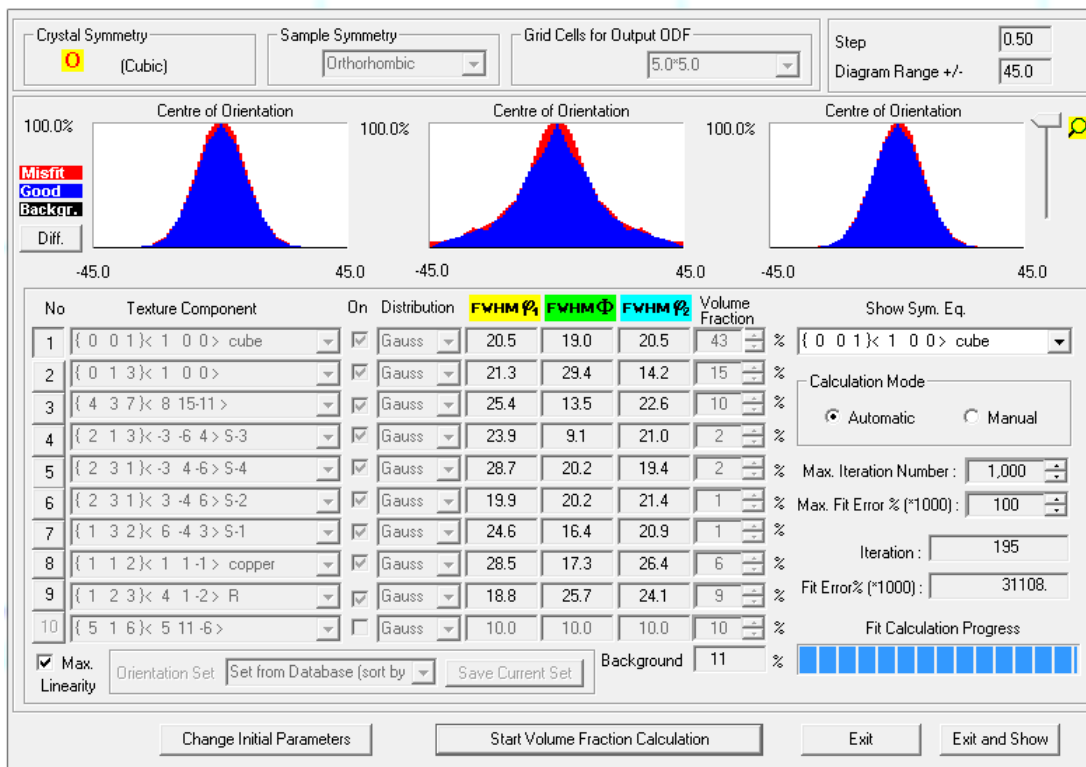 Crystal Symmetry
O (Cubic)
Sample Symmetry
Orthorhombic
Grid Cells for Output ODF
5.0*5.0
Step 0.50
Diagram Range +/- 45.0
Centre of Orientation Centre of Orientation Centre of Orientation
100.0% 100.0% 100.0%
Misfit
Good
Backgr.
Diff.
-45.0 45.0 -45.0 45.0 -45.0 45.0
No Texture Component On Distribution FWHM φ1 FWHM Φ FWHM φ2 Volume Fraction
1 { 0 0 1}< 1 0 0> cube Gauss 20.5 19.0 20.5 43 %
2 { 0 1 3}< 1 0 0> Gauss 21.3 29.4 14.2 15 %
3 { 4 3 7}< 8 15-11 > Gauss 25.4 13.5 22.6 10 %
4 { 2 1 3}< -3 -6 4> S-3 Gauss 23.9 9.1 21.0 2 %
5 { 2 3 1}< -3 4 -6> S-4 Gauss 28.7 20.2 19.4 2 %
6 { 2 3 1}< 3 -4 6> S-2 Gauss 19.9 20.2 21.4 1 %
7 { 1 3 2}< 6 -4 3> S-1 Gauss 24.6 16.4 20.9 1 %
8 { 1 1 2}< 1 1 -1> copper Gauss 28.5 17.3 26.4 6 %
9 { 1 2 3}< 4 1 -2> R Gauss 18.8 25.7 24.1 9 %
10 { 5 1 6}< 5 11 -6> Gauss 10.0 10.0 10.0 10 %
Show Sym. Eq.
{ 0 0 1}< 1 0 0> cube
Calculation Mode
Automatic Manual
Max. Iteration Number : 1,000
Max. Fit Error % (*1000) : 100
Iteration : 195
Fit Error% (*1000) : 31108.
Fit Calculation Progress
Max. Linearity
Orientation Set Set from Database (sort by Save Current Set
Background 11 %
Change Initial Parameters Start Volume Fraction Calculation Exit Exit and Show